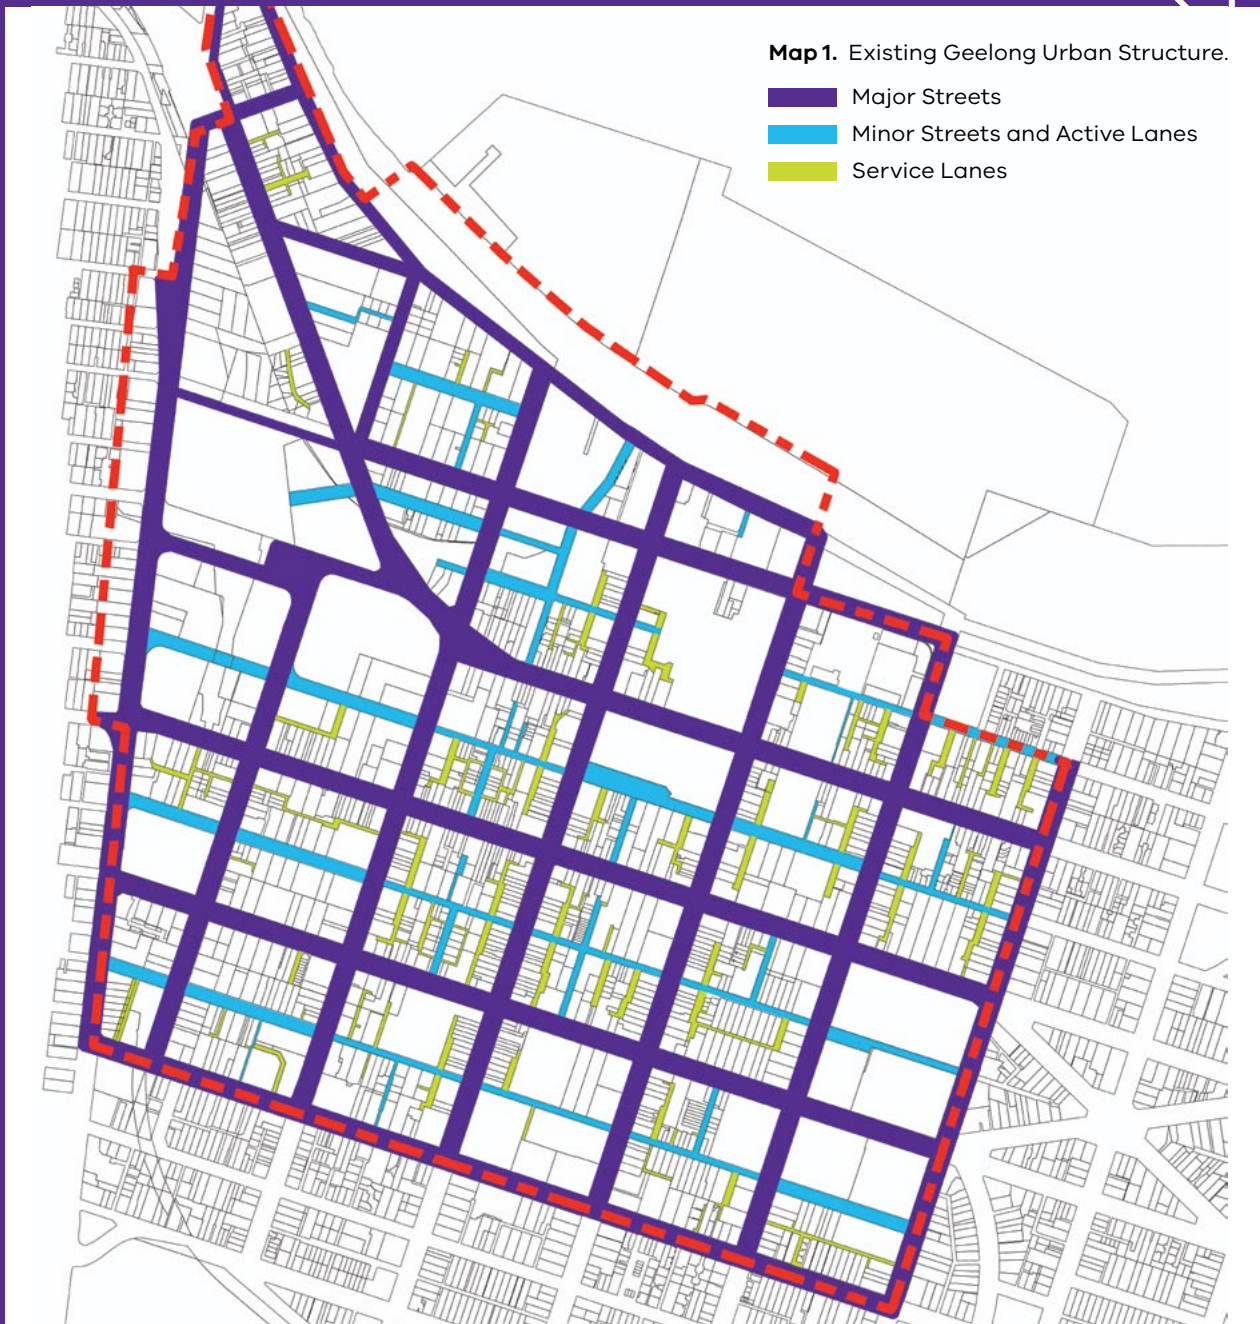 Map 1. Existing Geelong Urban Structure.
Major Streets
Minor Streets and Active Lanes
Service Lanes